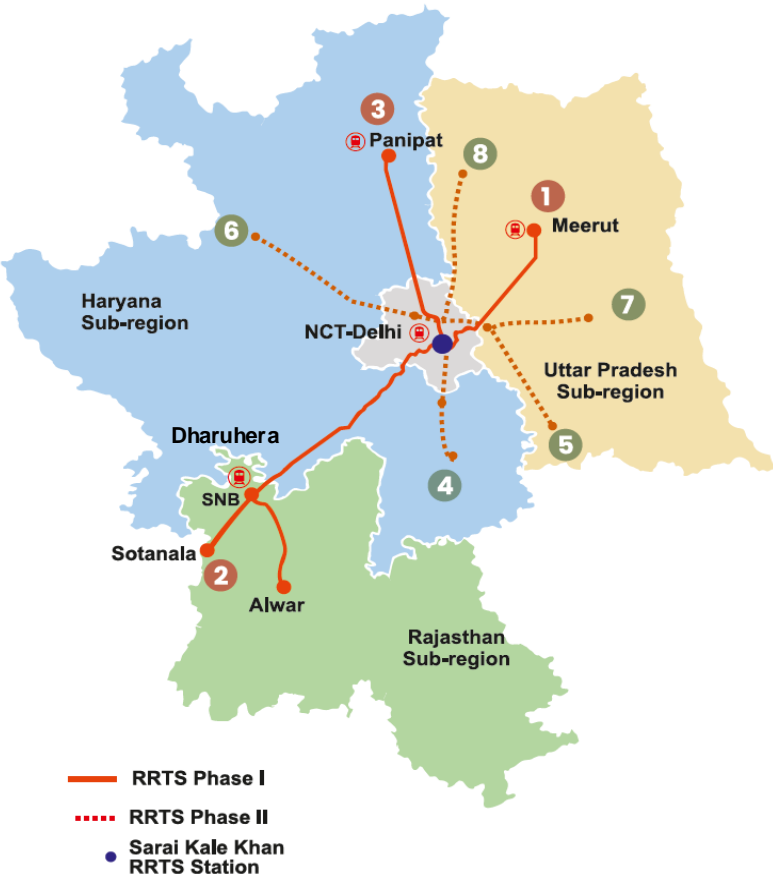 3
Panipat
8
1
Meerut
6
Haryana
Sub-region
7
NCT-Delhi
Uttar Pradesh
Sub-region
Dharuhera
5
4
SNB
Sotanala
2
Alwar
Rajasthan
Sub-region
RRTS Phase I
RRTS Phase II
Sarai Kale Khan
RRTS Station